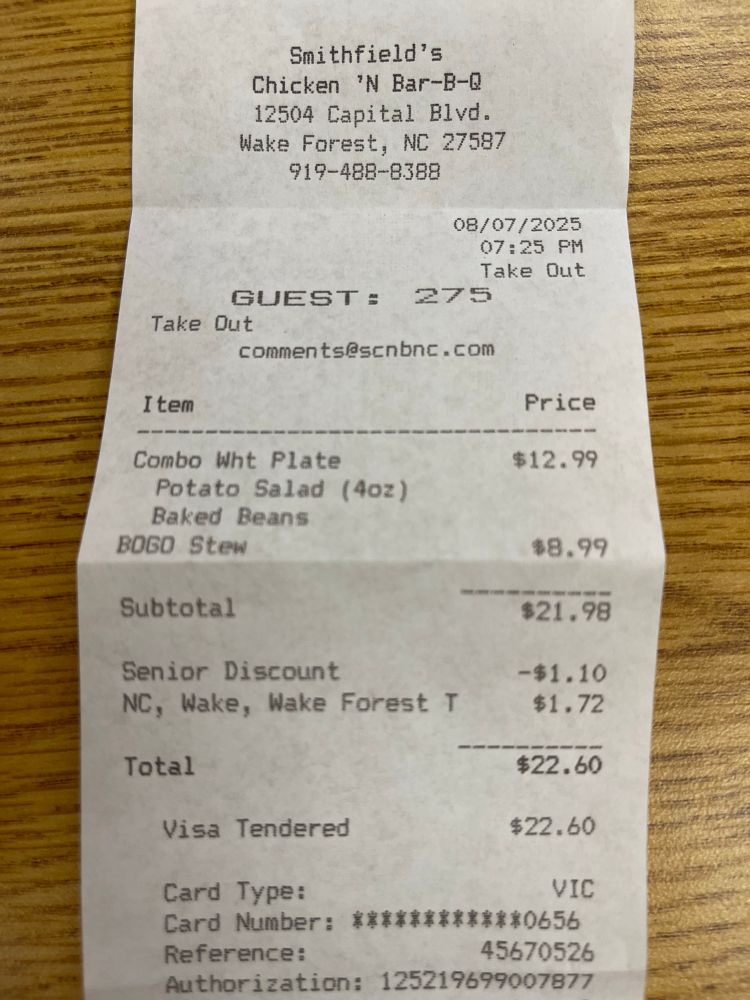 Smithfield's
Chicken 'N Bar-B-Q
12504 Capital Blvd.
Wake Forest, NC 27587
919-488-8388
08/07/2025
07:25 PM
Take Out
GUEST: 275
Take Out
comments@scnbnc.com
Item Price
Combo Wht Plate $12.99
Potato Salad (4oz)
Baked Beans
BOGO Stew $8.99
Subtotal $21.98
Senior Discount -$1.10
NC, Wake, Wake Forest T $1.72
Total $22.60
Visa Tendered $22.60
Card Type: VIC
Card Number: ************0656
Reference: 45670526
Authorization: 125219699007877